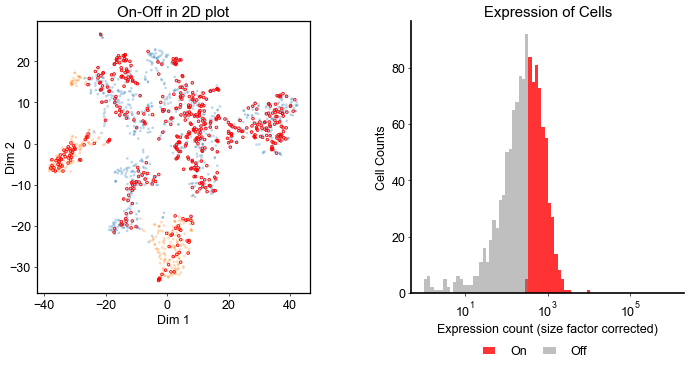 On-Off in 2D plot
Expression of Cells
Dim 2
20
10
0
−10
−20
−30
−40
−20
0
20
40
Dim 1
Cell Counts
80
60
40
20
0
10^1
10^3
10^5
Expression count (size factor corrected)
On
Off